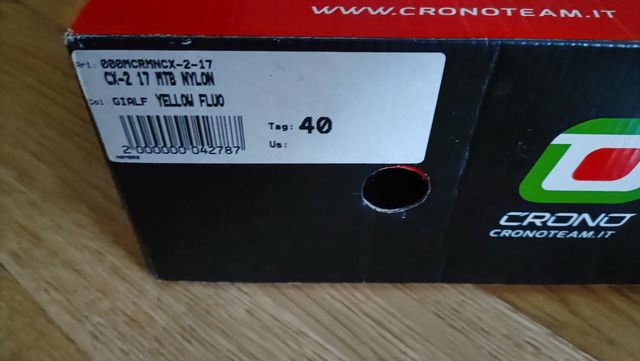 WWW.CRONOTEAM.IT
Art: 000MCRMNCX-2-17
CX-2 17 MTB NYLON
Col GIALF YELLOW FLUO
Tag: 40
Us:
2 000000 042787
CRONO
CRONOTEAM.IT